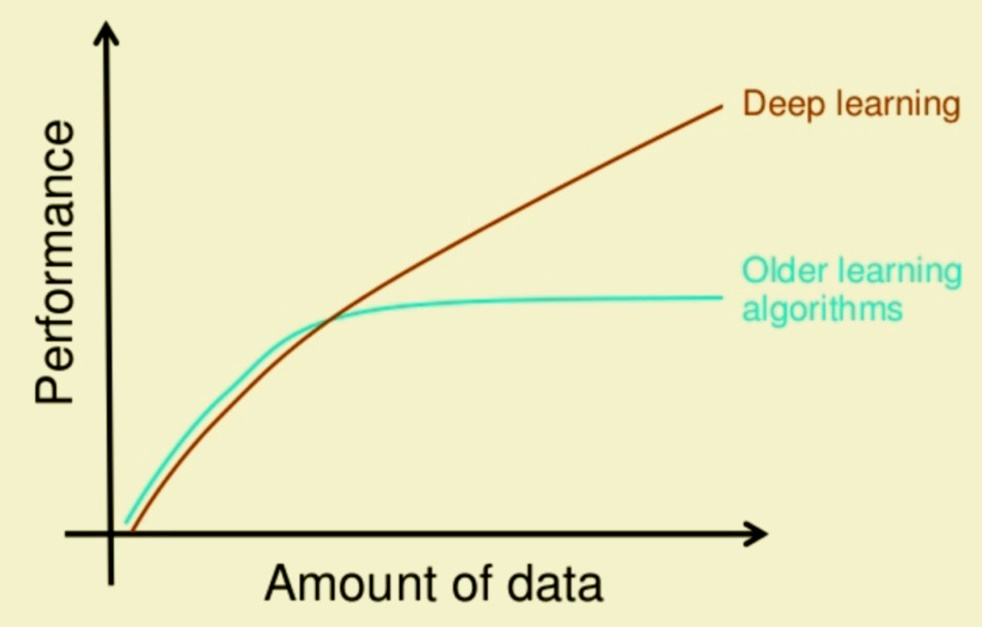 Performance
Deep learning
Older learning
algorithms
Amount of data